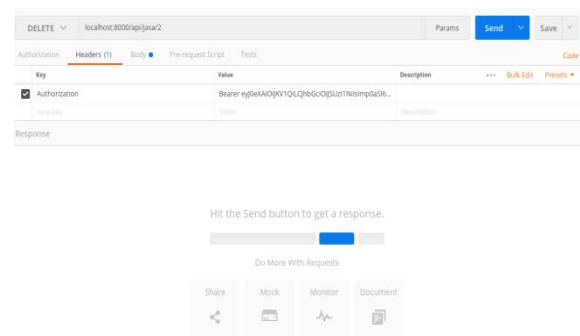 DELETE localhost:8000/api/jasa/2 Params Send Save
Authorization Headers (1) Body Pre-request Script Tests Code
Key Value Description ••• Bulk Edit Presets
Authorization Bearer eyJ0eXAiOiJKV1QiLCJhbGciOiJSUzI1NiIsImp0aSI6...
New key Value Description
Response
Hit the Send button to get a response.
Do More With Requests
Share Mock Monitor Document